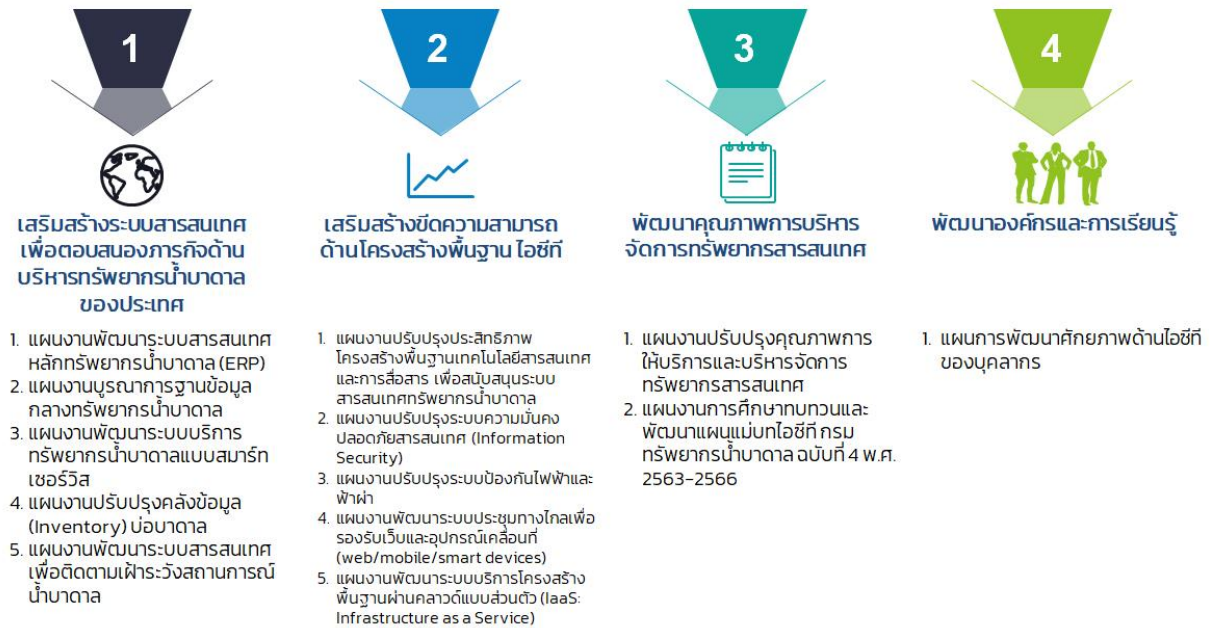 1
เสริมสร้างระบบสารสนเทศ
เพื่อตอบสนองภารกิจด้าน
บริหารทรัพยากรน้ำบาดาล
ของประเทศ
1. แผนงานพัฒนาระบบสารสนเทศ
หลักทรัพยากรน้ำบาดาล (ERP)
2. แผนงานบูรณาการฐานข้อมูล
กลางทรัพยากรน้ำบาดาล
3. แผนงานพัฒนาระบบบริการ
ทรัพยากรน้ำบาดาลแบบสมาร์ท
เซอร์วิส
4. แผนงานปรับปรุงคลังข้อมูล
(Inventory) บ่อบาดาล
5. แผนงานพัฒนาระบบสารสนเทศ
เพื่อติดตามเฝ้าระวังสถานการณ์
น้ำบาดาล
2
เสริมสร้างขีดความสามารถ
ด้านโครงสร้างพื้นฐาน ไอซีที
1. แผนงานปรับปรุงประสิทธิภาพ
โครงสร้างพื้นฐานเทคโนโลยีสารสนเทศ
และการสื่อสาร เพื่อสนับสนุนระบบ
สารสนเทศทรัพยากรน้ำบาดาล
2. แผนงานปรับปรุงระบบความมั่นคง
ปลอดภัยสารสนเทศ (Information
Security)
3. แผนงานปรับปรุงระบบป้องกันไฟฟ้าและ
ฟ้าผ่า
4. แผนงานพัฒนาระบบประชุมทางไกลเพื่อ
รองรับเว็บและอุปกรณ์เคลื่อนที่
(web/mobile/smart devices)
5. แผนงานพัฒนาระบบบริการโครงสร้าง
พื้นฐานผ่านคลาวด์แบบส่วนตัว (IaaS:
Infrastructure as a Service)
3
พัฒนาคุณภาพการบริหาร
จัดการทรัพยากรสารสนเทศ
1. แผนงานปรับปรุงคุณภาพการ
ให้บริการและบริหารจัดการ
ทรัพยากรสารสนเทศ
2. แผนงานการศึกษาทบทวนและ
พัฒนาแผนแม่บทไอซีที กรม
ทรัพยากรน้ำบาดาล ฉบับที่ 4 พ.ศ.
2563-2566
4
พัฒนาองค์กรและการเรียนรู้
1. แผนการพัฒนาศักยภาพด้านไอซีที
ของบุคลากร